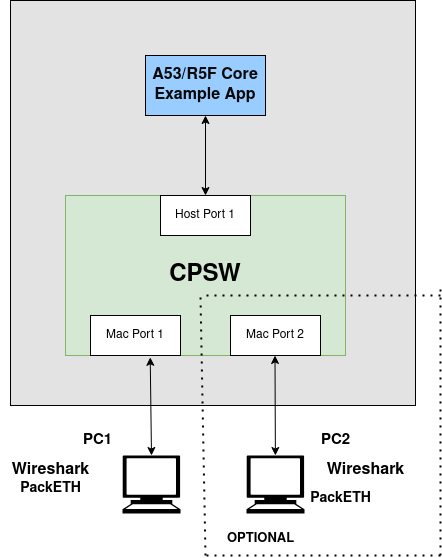 A53/R5F Core
Example App
Host Port 1
CPSW
Mac Port 1
Mac Port 2
PC1
PC2
Wireshark
PackETH
Wireshark
PackETH
OPTIONAL